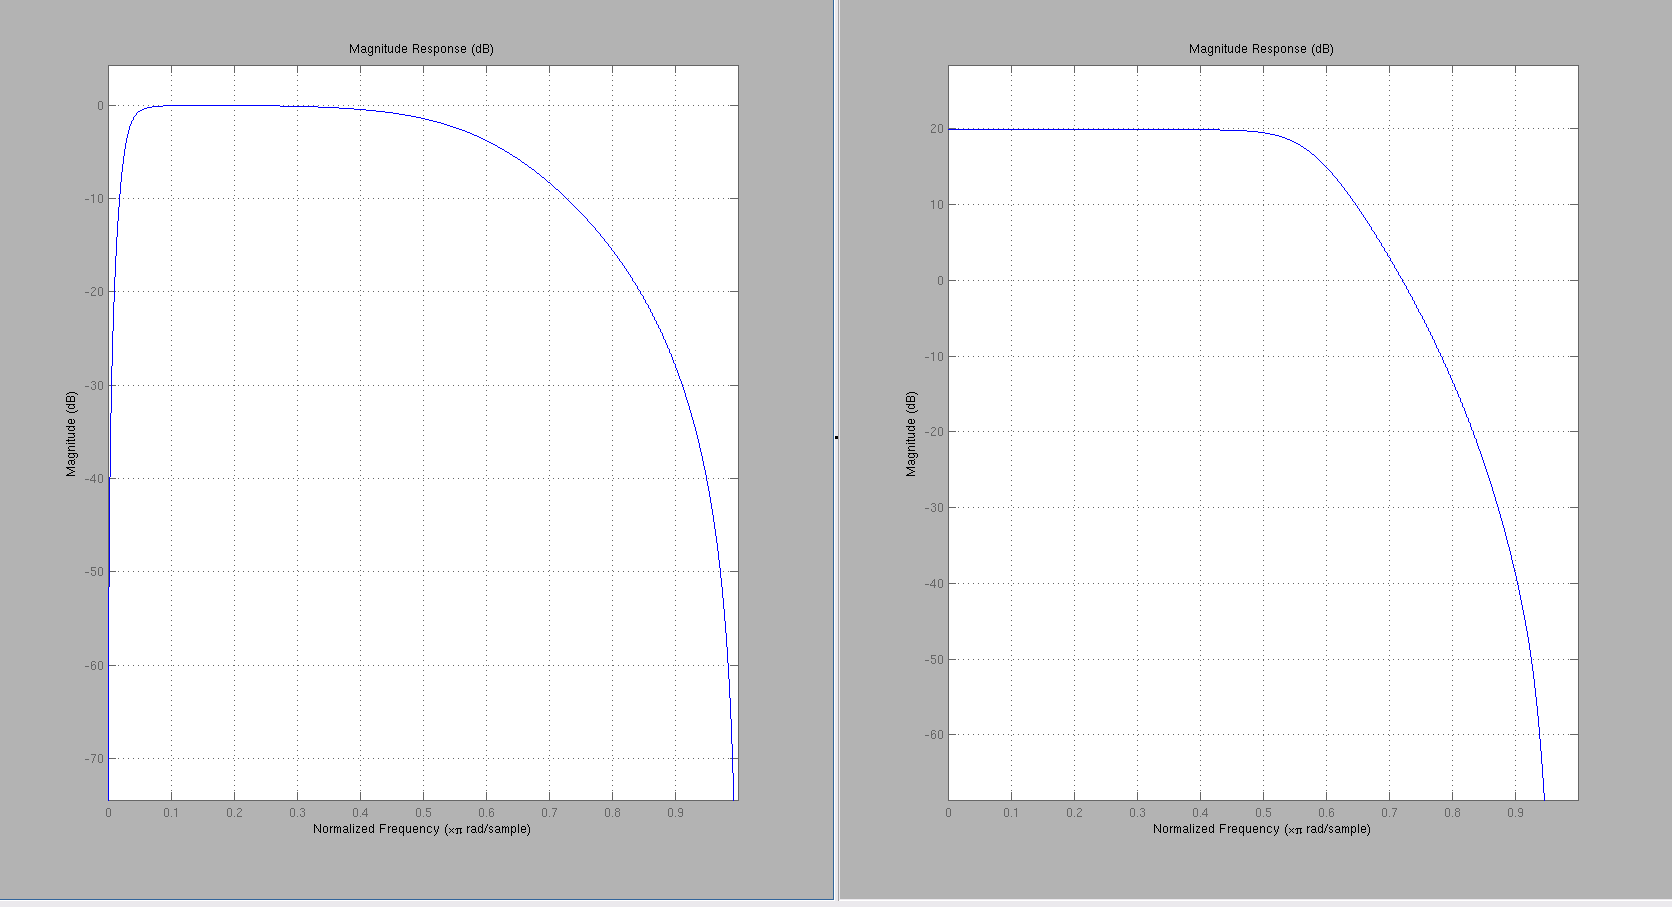 Magnitude Response (dB)
0
-10
-20
-30
-40
-50
-60
-70
Magnitude (dB)
0 0.1 0.2 0.3 0.4 0.5 0.6 0.7 0.8 0.9
Normalized Frequency (×π rad/sample)
Magnitude Response (dB)
20
10
0
-10
-20
-30
-40
-50
-60
Magnitude (dB)
0 0.1 0.2 0.3 0.4 0.5 0.6 0.7 0.8 0.9
Normalized Frequency (×π rad/sample)